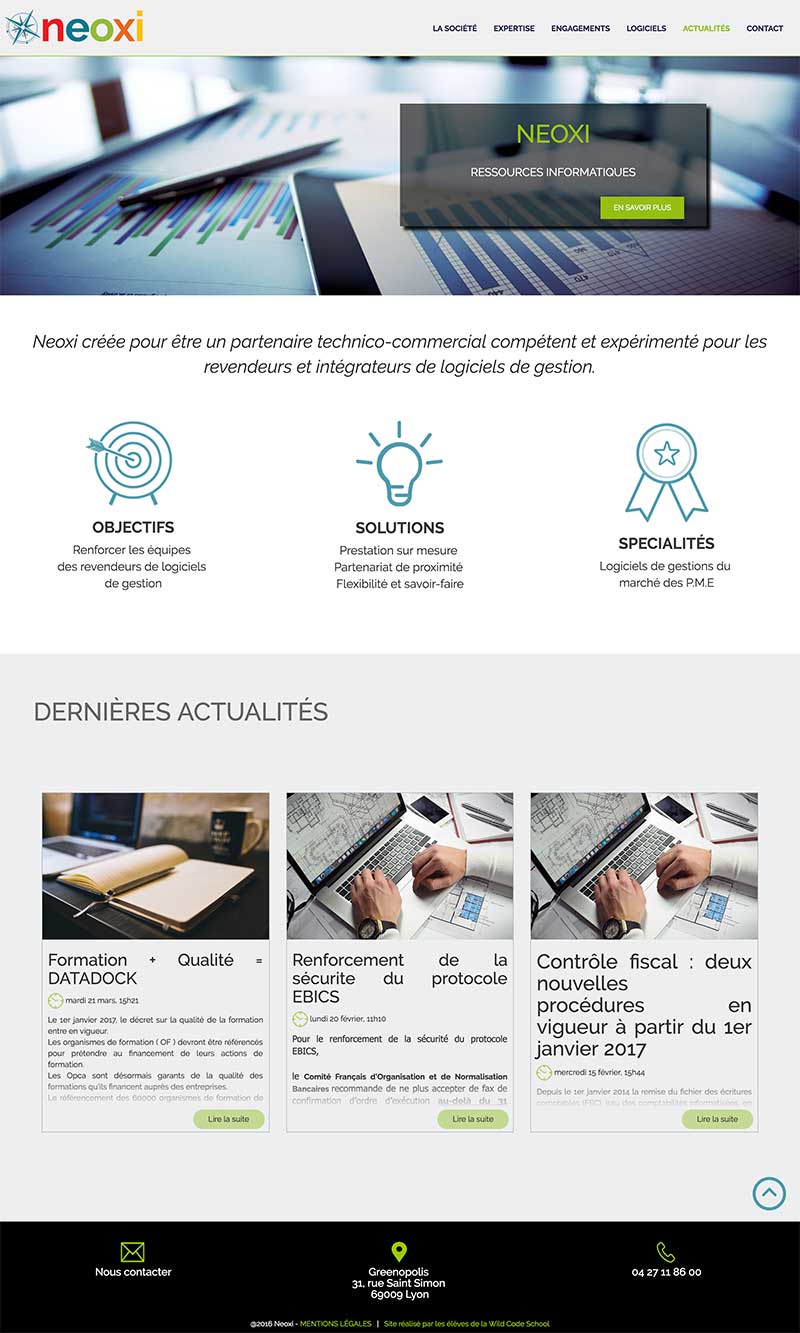 neoxi
LA SOCIÉTÉ EXPERTISE ENGAGEMENTS LOGICIELS ACTUALITÉS CONTACT
NEOXI
RESSOURCES INFORMATIQUES
EN SAVOIR PLUS
Neoxi créée pour être un partenaire technico-commercial compétent et expérimenté pour les
revendeurs et intégrateurs de logiciels de gestion.
OBJECTIFS
Renforcer les équipes
des revendeurs de logiciels
de gestion
SOLUTIONS
Prestation sur mesure
Partenariat de proximité
Flexibilité et savoir-faire
SPECIALITÉS
Logiciels de gestions du
marché des P.M.E
DERNIÈRES ACTUALITÉS
Formation + Qualité =
DATADOCK
mardi 21 mars, 15h21
Le 1er janvier 2017, le décret sur la qualité de la formation
entre en vigueur.
Les organismes de formation ( OF ) devront être référencés
pour prétendre au financement de leurs actions de
formation.
Les Opca sont désormais garants de la qualité des
formations qu'ils financent auprès des entreprises.
Le référencement des 60000 organismes de formation de
Lire la suite
Renforcement de la
sécurite du protocole
EBICS
lundi 20 février, 11h10
Pour le renforcement de la sécurité du protocole
EBICS,
le Comité Français d'Organisation et de Normalisation
Bancaires recommande de ne plus accepter de fax de
confirmation d'ordre d'exécution au-delà du 31
Lire la suite
Contrôle fiscal : deux
nouvelles
procédures en
vigueur à partir du 1er
janvier 2017
mercredi 15 février, 15h44
Depuis le 1er janvier 2014 la remise du fichier des écritures
comptables (FEC), issu des comptabilités informatisées, en
Lire la suite
Nous contacter
Greenopolis
31, rue Saint Simon
69009 Lyon
04 27 11 86 00
@2016 Neoxi - MENTIONS LÉGALES | Site réalisé par les élèves de la Wild Code School